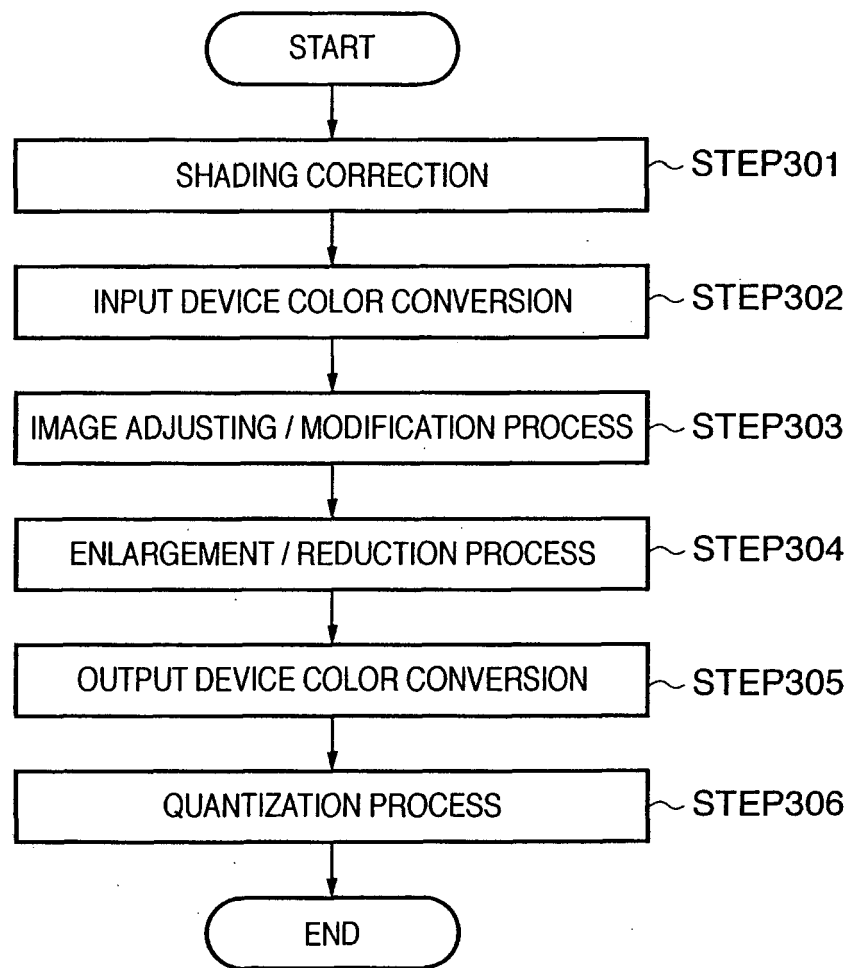 START
SHADING CORRECTION
STEP301
INPUT DEVICE COLOR CONVERSION
STEP302
IMAGE ADJUSTING / MODIFICATION PROCESS
STEP303
ENLARGEMENT / REDUCTION PROCESS
STEP304
OUTPUT DEVICE COLOR CONVERSION
STEP305
QUANTIZATION PROCESS
STEP306
END